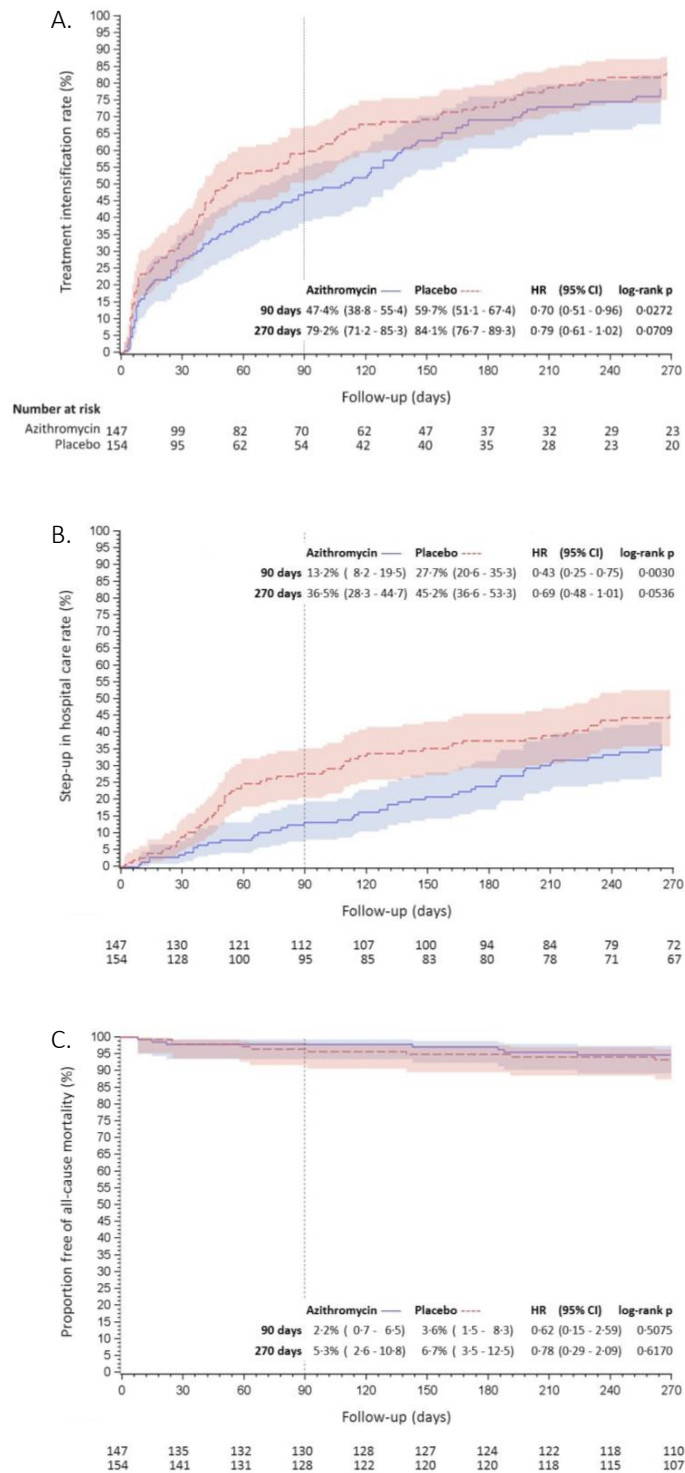 A.
Treatment intensification rate (%)
100
95
90
85
80
75
70
65
60
55
50
45
40
35
30
25
20
15
10
5
0
Azithromycin Placebo HR (95% CI) log-rank p
90 days 47·4% (38·8 - 55·4) 59·7% (51·1 - 67·4) 0·70 (0·51 - 0·96) 0·0272
270 days 79·2% (71·2 - 85·3) 84·1% (76·7 - 89·3) 0·79 (0·61 - 1·02) 0·0709
0 30 60 90 120 150 180 210 240 270
Follow-up (days)
Number at risk
Azithromycin 147 99 82 70 62 47 37 32 29 23
Placebo 154 95 62 54 42 40 35 28 23 20
B.
Step-up in hospital care rate (%)
100
95
90
85
80
75
70
65
60
55
50
45
40
35
30
25
20
15
10
5
0
Azithromycin Placebo HR (95% CI) log-rank p
90 days 13·2% ( 8·2 - 19·5) 27·7% (20·6 - 35·3) 0·43 (0·25 - 0·75) 0·0030
270 days 36·5% (28·3 - 44·7) 45·2% (36·6 - 53·3) 0·69 (0·48 - 1·01) 0·0536
0 30 60 90 120 150 180 210 240 270
Follow-up (days)
147 130 121 112 107 100 94 84 79 72
154 128 100 95 85 83 80 78 71 67
C.
Proportion free of all-cause mortality (%)
100
95
90
85
80
75
70
65
60
55
50
45
40
35
30
25
20
15
10
5
0
Azithromycin Placebo HR (95% CI) log-rank p
90 days 2·2% ( 0·7 - 6·5) 3·6% ( 1·5 - 8·3) 0·62 (0·15 - 2·59) 0·5075
270 days 5·3% ( 2·6 - 10·8) 6·7% ( 3·5 - 12·5) 0·78 (0·29 - 2·09) 0·6170
0 30 60 90 120 150 180 210 240 270
Follow-up (days)
147 135 132 130 128 127 124 122 118 110
154 141 131 128 122 120 120 118 115 107